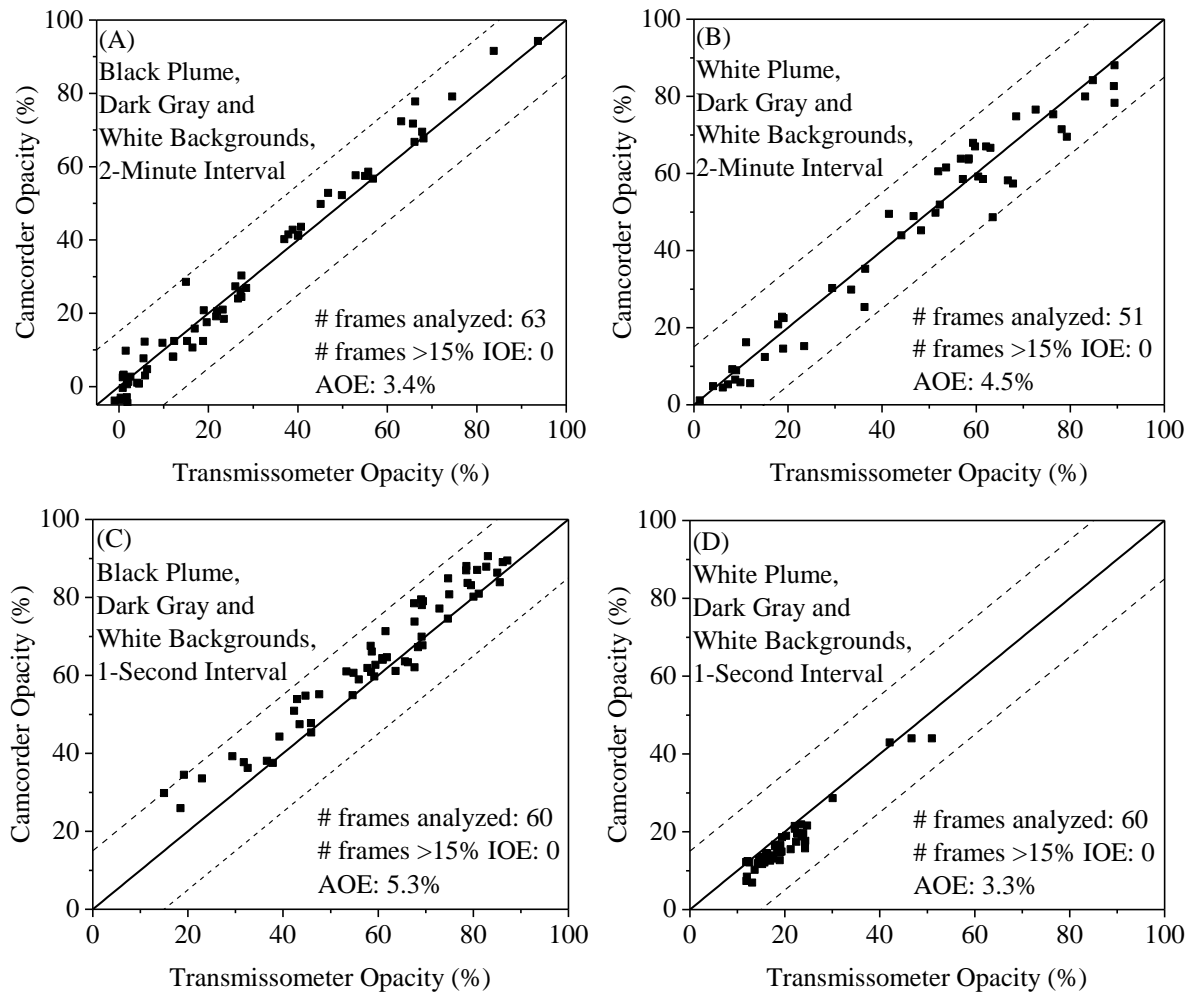 (A)
Black Plume,
Dark Gray and
White Backgrounds,
2-Minute Interval
# frames analyzed: 63
# frames >15% IOE: 0
AOE: 3.4%
100
80
60
40
20
0
0 20 40 60 80 100
Camcorder Opacity (%)
Transmissometer Opacity (%)
(B)
White Plume,
Dark Gray and
White Backgrounds,
2-Minute Interval
# frames analyzed: 51
# frames >15% IOE: 0
AOE: 4.5%
100
80
60
40
20
0
0 20 40 60 80 100
Camcorder Opacity (%)
Transmissometer Opacity (%)
(C)
Black Plume,
Dark Gray and
White Backgrounds,
1-Second Interval
# frames analyzed: 60
# frames >15% IOE: 0
AOE: 5.3%
100
80
60
40
20
0
0 20 40 60 80 100
Camcorder Opacity (%)
Transmissometer Opacity (%)
(D)
White Plume,
Dark Gray and
White Backgrounds,
1-Second Interval
# frames analyzed: 60
# frames >15% IOE: 0
AOE: 3.3%
100
80
60
40
20
0
0 20 40 60 80 100
Camcorder Opacity (%)
Transmissometer Opacity (%)